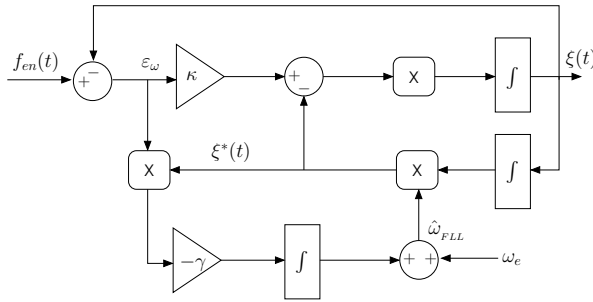 f_{en}(t)
+
−
ε_ω
κ
+
−
X
∫
ξ(t)
X
ξ*(t)
X
∫
−γ
∫
ω̂_{FLL}
+ +
ω_e